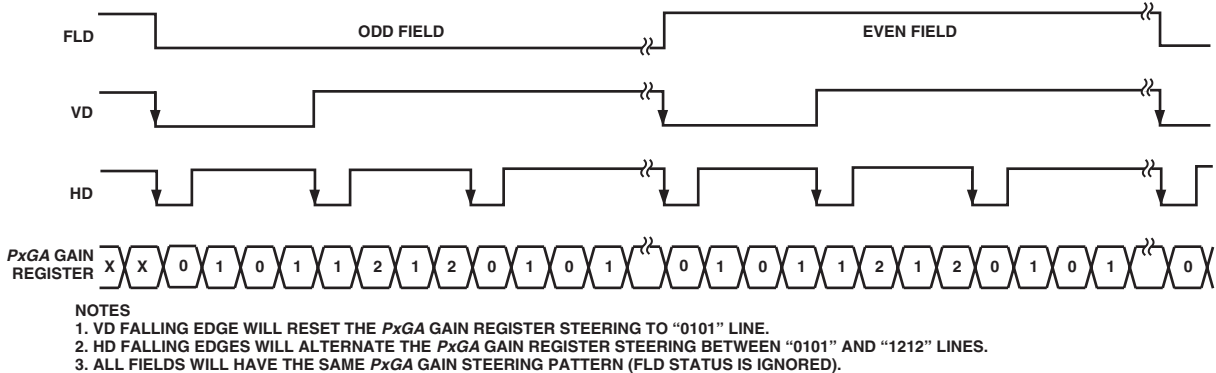 FLD
ODD FIELD
EVEN FIELD
VD
HD
PxGA GAIN
REGISTER
X X 0 1 0 1 1 2 1 2 0 1 0 1 0 1 0 1 1 2 1 2 0 1 0 1 0
NOTES
1. VD FALLING EDGE WILL RESET THE PxGA GAIN REGISTER STEERING TO “0101” LINE.
2. HD FALLING EDGES WILL ALTERNATE THE PxGA GAIN REGISTER STEERING BETWEEN “0101” AND “1212” LINES.
3. ALL FIELDS WILL HAVE THE SAME PxGA GAIN STEERING PATTERN (FLD STATUS IS IGNORED).